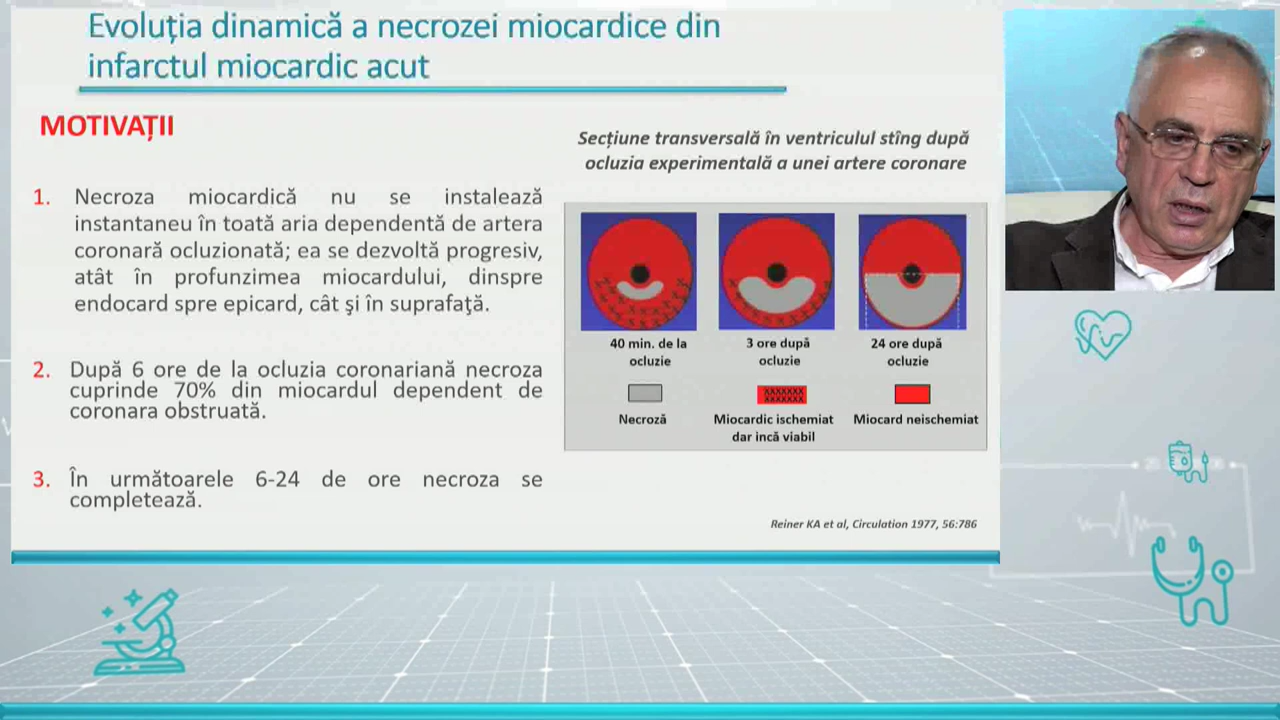 Evoluția dinamică a necrozei miocardice din
infarctul miocardic acut
MOTIVAȚII
1. Necroza miocardică nu se instalează
instantaneu în toată aria dependentă de artera
coronară ocluzionată; ea se dezvoltă progresiv,
atât în profunzimea miocardului, dinspre
endocard spre epicard, cât şi în suprafaţă.
2. După 6 ore de la ocluzia coronariană necroza
cuprinde 70% din miocardul dependent de
coronara obstruată.
3. În următoarele 6-24 de ore necroza se
completează.
Secțiune transversală în ventriculul stîng după
ocluzia experimentală a unei artere coronare
40 min. de la
ocluzie
3 ore după
ocluzie
24 ore după
ocluzie
Necroză
Miocardic ischemiat
dar incă viabil
Miocard neischemiat
Reiner KA et al, Circulation 1977, 56:786